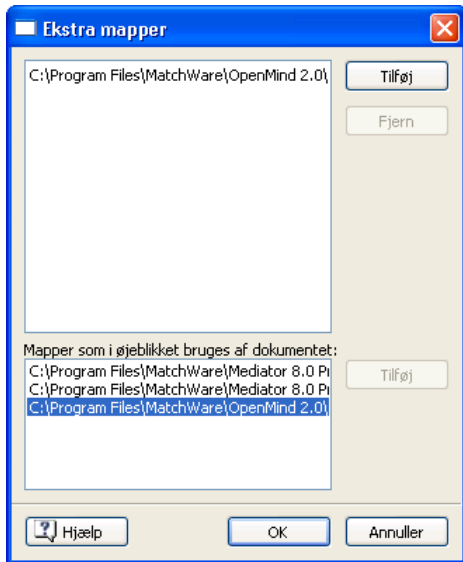 Ekstra mapper
C:\Program Files\MatchWare\OpenMind 2.0\
Tilføj
Fjern
Mapper som i øjeblikket bruges af dokumentet:
C:\Program Files\MatchWare\Mediator 8.0 Pr
C:\Program Files\MatchWare\Mediator 8.0 Pr
C:\Program Files\MatchWare\OpenMind 2.0\
Tilføj
Hjælp
OK
Annuller